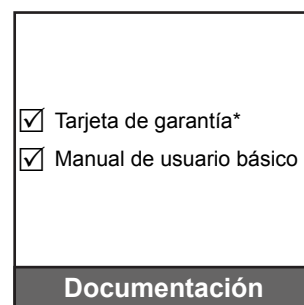 ☑ Tarjeta de garantía*
☑ Manual de usuario básico
Documentación